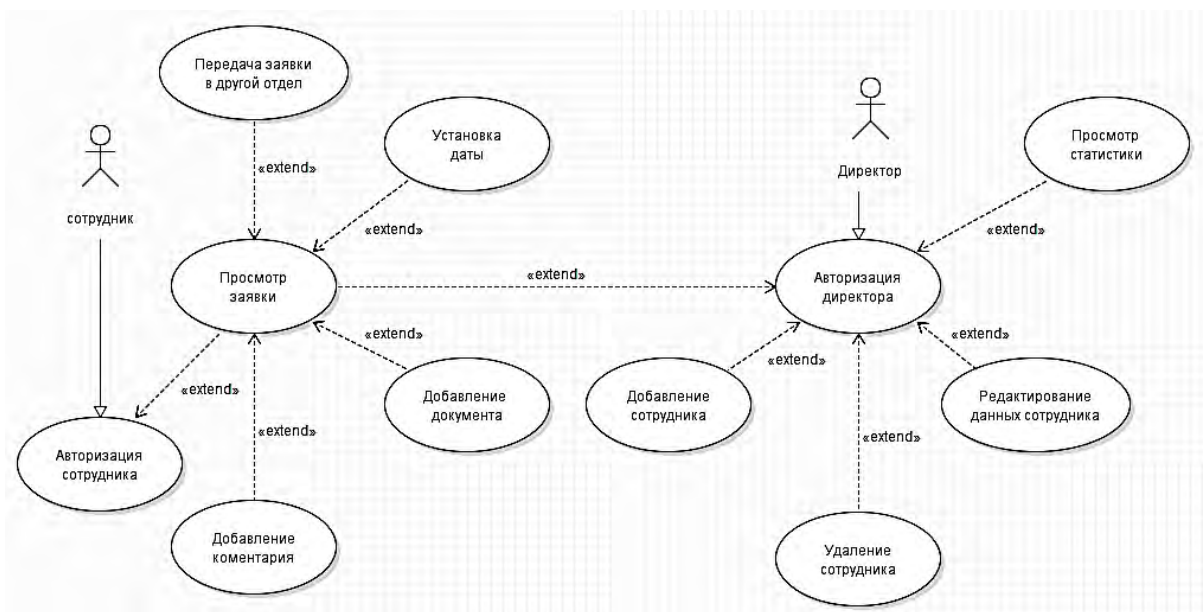 Передача заявки
в другой отдел
Установка
даты
Просмотр
статистики
«extend»
Директор
сотрудник
«extend»
«extend»
«extend»
Просмотр
заявки
Авторизация
директора
«extend»
«extend»
«extend»
«extend»
«extend»
Добавление
документа
Добавление
сотрудника
Редактирование
данных сотрудника
«extend»
«extend»
Авторизация
сотрудника
Добавление
коментария
Удаление
сотрудника